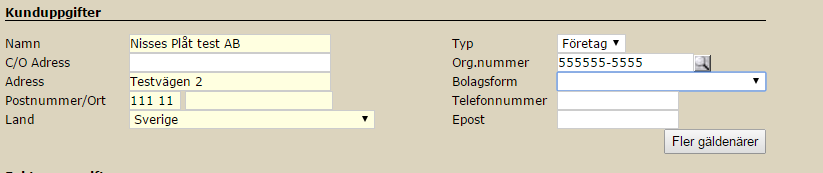 Kunduppgifter
Namn Nisses Plåt test AB Typ Företag
C/O Adress Org.nummer 555555-5555
Adress Testvägen 2 Bolagsform
Postnummer/Ort 111 11 Telefonnummer
Land Sverige Epost
Fler gäldenärer